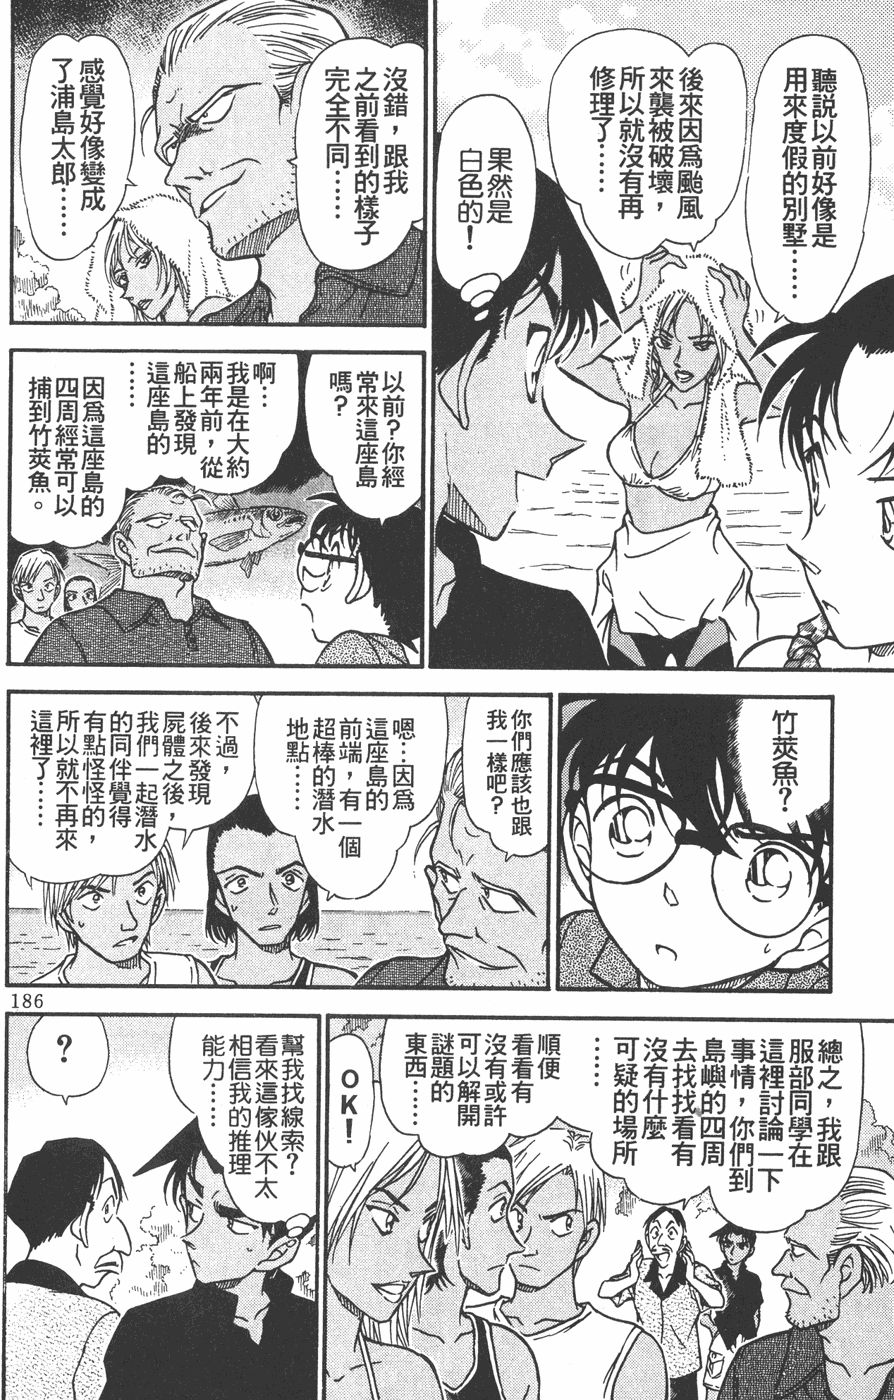 聽說以前好像是
用來度假的別墅……
後來因為颱風
來襲被破壞，
所以就沒有再
修理了……
果然是
白色的！
沒錯，跟我
之前看到的樣子
完全不同……
感覺好像變成
了浦島太郎……
以前？你經
常來這座島
嗎？
啊…
我是在大約
兩年前，從
船上發現
這座島的
……
因為這座島的
四周經常可以
捕到竹莢魚。
竹莢魚？
你們應該也跟
我一樣吧？
嗯…因為
這座島的
前端，有一個
超棒的潛水
地點……
不過，
後來發現
屍體之後，
我們一起潛水
的同伴覺得
有點怪怪的，
所以就不再來
這裡了……
186
總之，我跟
服部同學在
這裡討論一下
事情，你們到
島嶼的四周
去找找看有
沒有什麼
可疑的場所
……
順便
看看有
沒有或許
可以解開
謎題的
東西……
OK！
幫我找線索？
看來這傢伙不太
相信我的推理
能力……
？